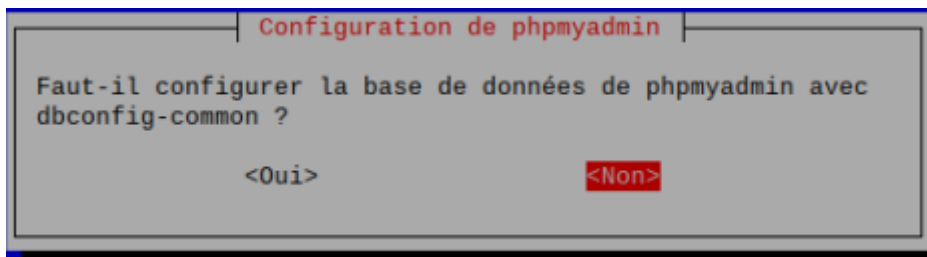 Configuration de phpmyadmin
Faut-il configurer la base de données de phpmyadmin avec
dbconfig-common ?
<Oui> <Non>